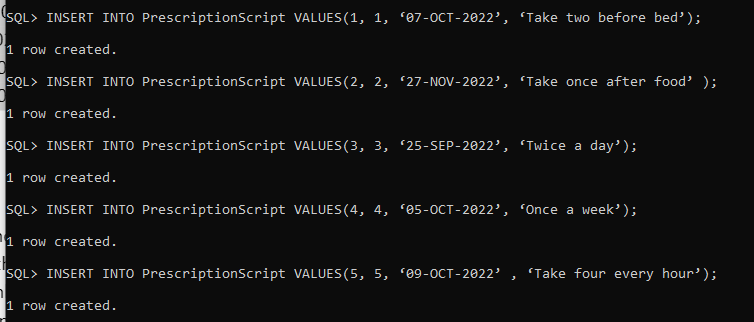 SQL> INSERT INTO PrescriptionScript VALUES(1, 1, ‘07-OCT-2022’, ‘Take two before bed’);
1 row created.
SQL> INSERT INTO PrescriptionScript VALUES(2, 2, ‘27-NOV-2022’, ‘Take once after food’ );
1 row created.
SQL> INSERT INTO PrescriptionScript VALUES(3, 3, ‘25-SEP-2022’, ‘Twice a day’);
1 row created.
SQL> INSERT INTO PrescriptionScript VALUES(4, 4, ‘05-OCT-2022’, ‘Once a week’);
1 row created.
SQL> INSERT INTO PrescriptionScript VALUES(5, 5, ‘09-OCT-2022’ , ‘Take four every hour’);
1 row created.